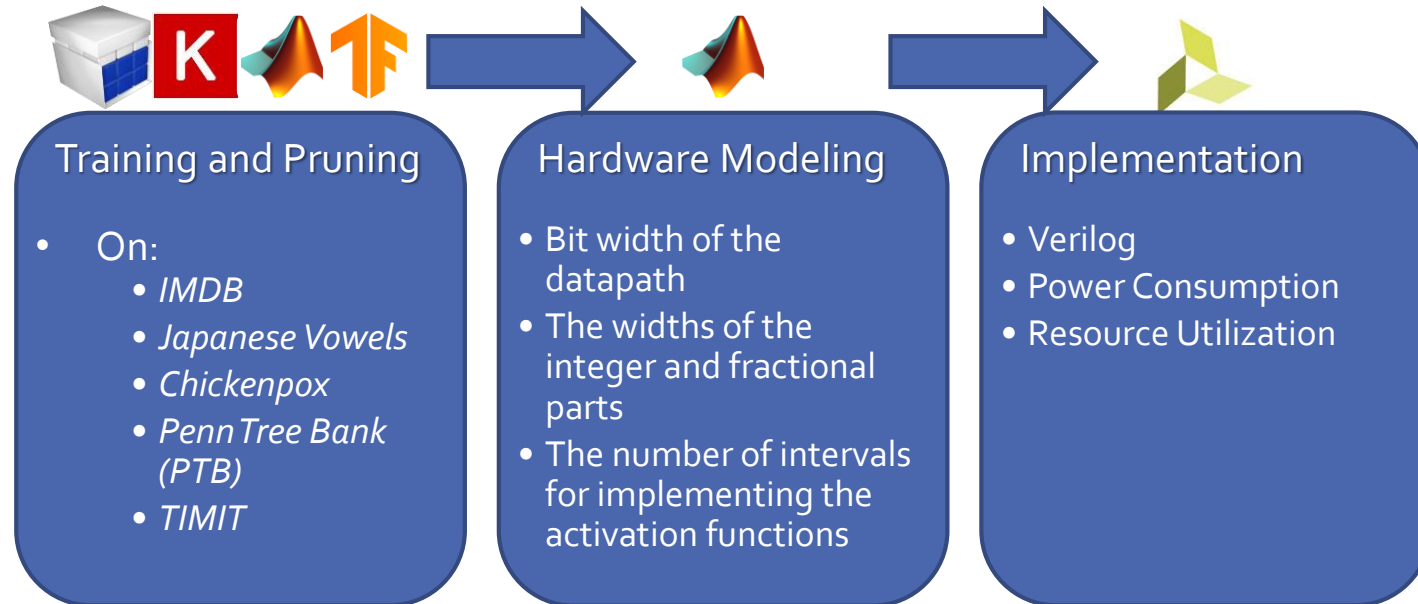 K
Training and Pruning
• On:
• IMDB
• Japanese Vowels
• Chickenpox
• Penn Tree Bank
(PTB)
• TIMIT
Hardware Modeling
• Bit width of the
datapath
• The widths of the
integer and fractional
parts
• The number of intervals
for implementing the
activation functions
Implementation
• Verilog
• Power Consumption
• Resource Utilization